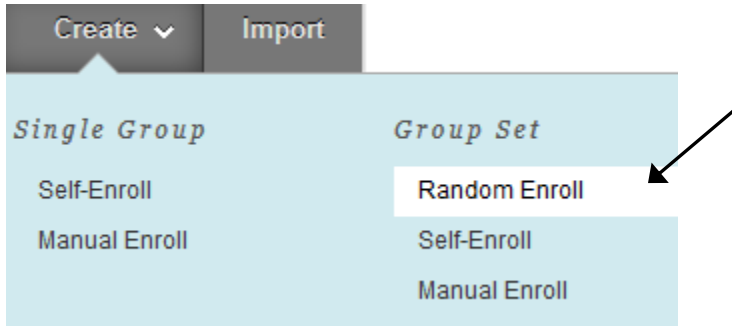 Create Import
Single Group
Self-Enroll
Manual Enroll
Group Set
Random Enroll
Self-Enroll
Manual Enroll